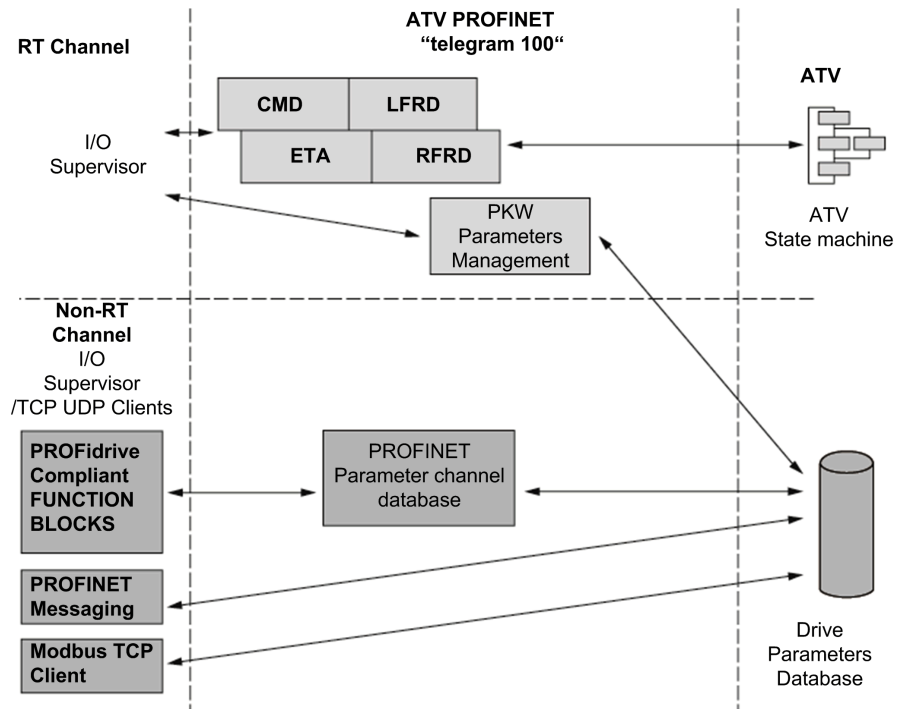 RT Channel
ATV PROFINET
“telegram 100“
ATV
CMD
LFRD
ETA
RFRD
I/O
Supervisor
PKW
Parameters
Management
ATV
State machine
Non-RT
Channel
I/O
Supervisor
/TCP UDP Clients
PROFidrive
Compliant
FUNCTION
BLOCKS
PROFINET
Parameter channel
database
PROFINET
Messaging
Modbus TCP
Client
Drive
Parameters
Database